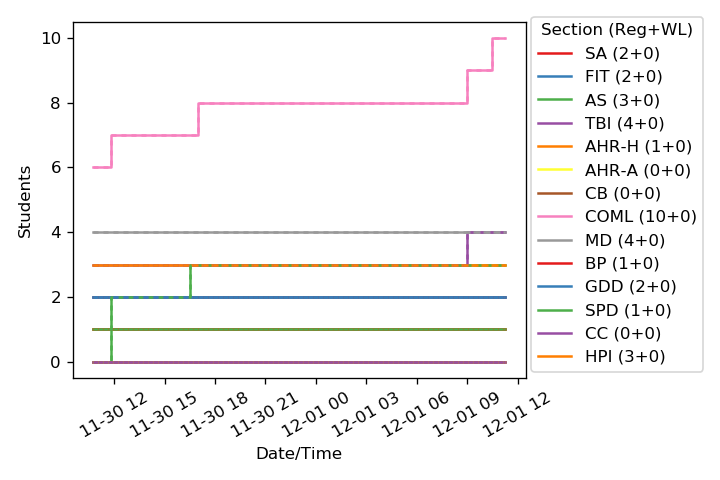 Section (Reg+WL)
SA (2+0)
FIT (2+0)
AS (3+0)
TBI (4+0)
AHR-H (1+0)
AHR-A (0+0)
CB (0+0)
COML (10+0)
MD (4+0)
BP (1+0)
GDD (2+0)
SPD (1+0)
CC (0+0)
HPI (3+0)
Students
10
8
6
4
2
0
11-30 12
11-30 15
11-30 18
11-30 21
12-01 00
12-01 03
12-01 06
12-01 09
12-01 12
Date/Time